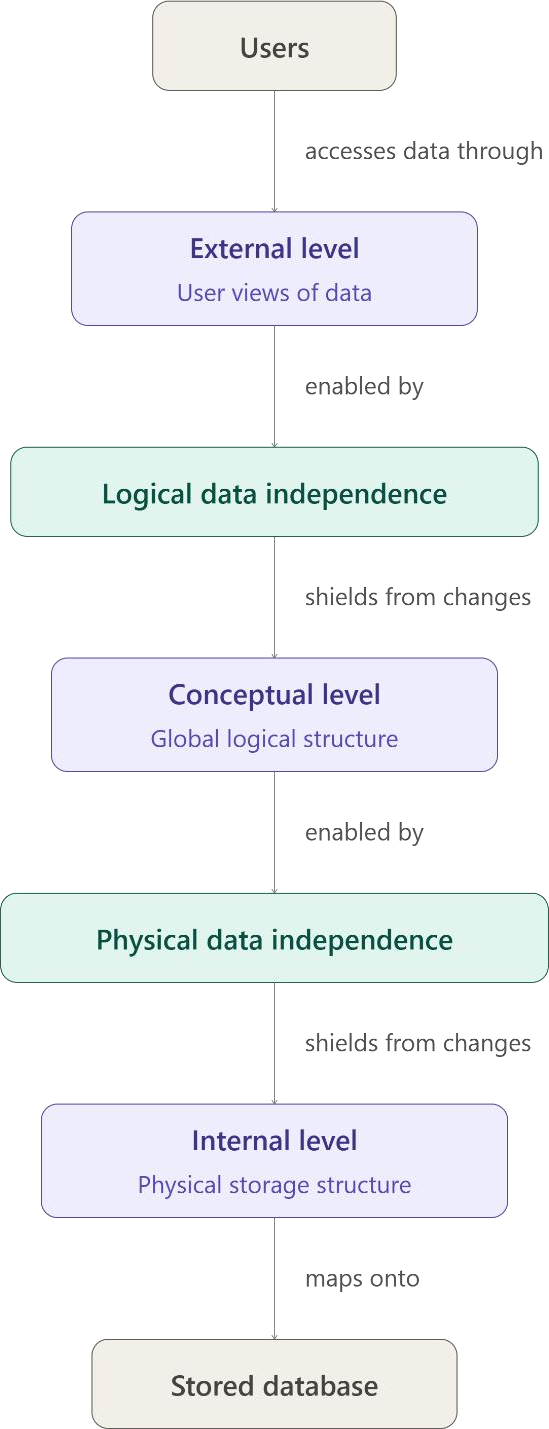 Users
accesses data through
External level
User views of data
enabled by
Logical data independence
shields from changes
Conceptual level
Global logical structure
enabled by
Physical data independence
shields from changes
Internal level
Physical storage structure
maps onto
Stored database